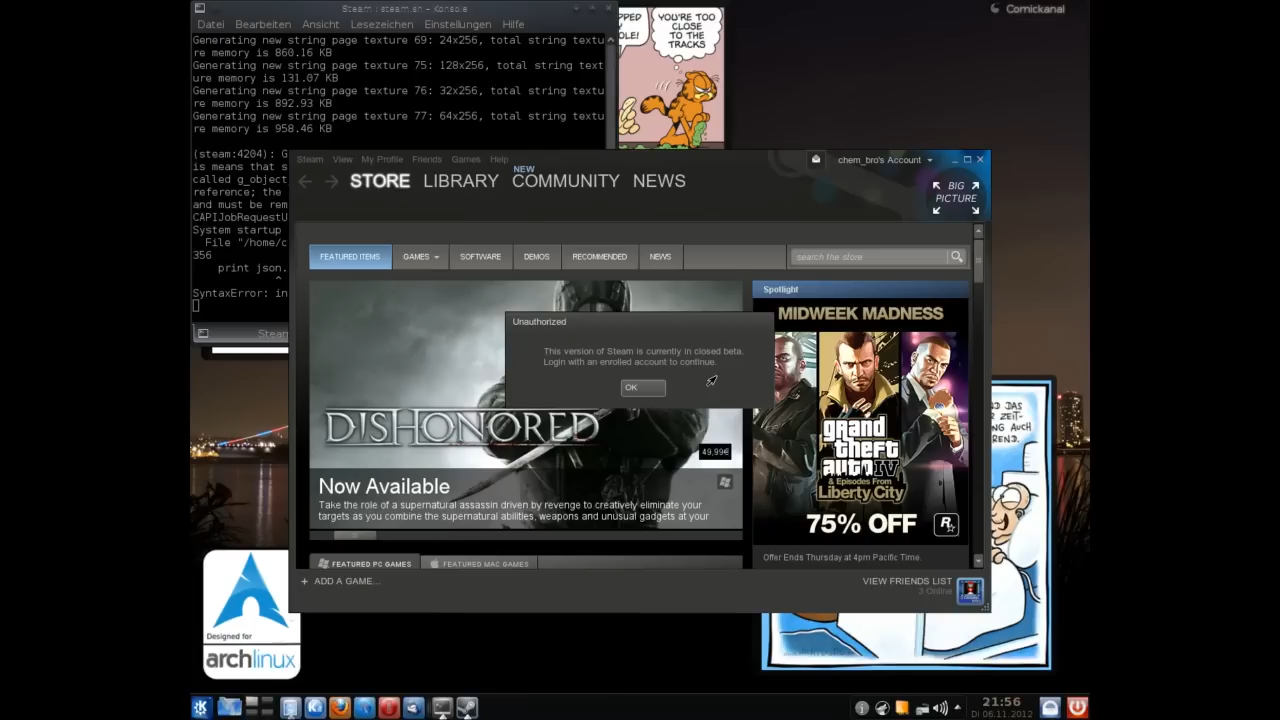 Steam : steam.sh – Konsole
Datei Bearbeiten Ansicht Lesezeichen Einstellungen Hilfe
Generating new string page texture 69: 24x256, total string textu
re memory is 860.16 KB
Generating new string page texture 75: 128x256, total string text
ure memory is 131.07 KB
Generating new string page texture 76: 32x256, total string textu
re memory is 892.93 KB
Generating new string page texture 77: 64x256, total string textu
re memory is 958.46 KB
(steam:4204): G
is means that s
called g_object
reference; the
and must be rem
CAPIJobRequestU
System startup
File "/home/c
356
print json.
^
SyntaxError: in
Steam
PPED
OLE!
YOU'RE TOO
CLOSE
TO THE
TRACKS
Comickanal
Steam View My Profile Friends Games Help
chem_bro's Account
STORE LIBRARY COMMUNITY NEWS
NEW
BIG
PICTURE
FEATURED ITEMS GAMES SOFTWARE DEMOS RECOMMENDED NEWS
search the store
DISHONORED
49,99€
Now Available
Take the role of a supernatural assassin driven by revenge to creatively eliminate your
targets as you combine the supernatural abilities, weapons and unusual gadgets at your
Unauthorized
This version of Steam is currently in closed beta.
Login with an enrolled account to continue.
OK
Spotlight
MIDWEEK MADNESS
grand
theft
auto IV
& Episodes From
Liberty City
75% OFF
R
Offer Ends Thursday at 4pm Pacific Time.
FEATURED PC GAMES FEATURED MAC GAMES
+ ADD A GAME...
VIEW FRIENDS LIST
3 Online
DAS
ZEIT-
NG AUCH
REND.
Designed for
archlinux
21:56
DI 06.11.2012